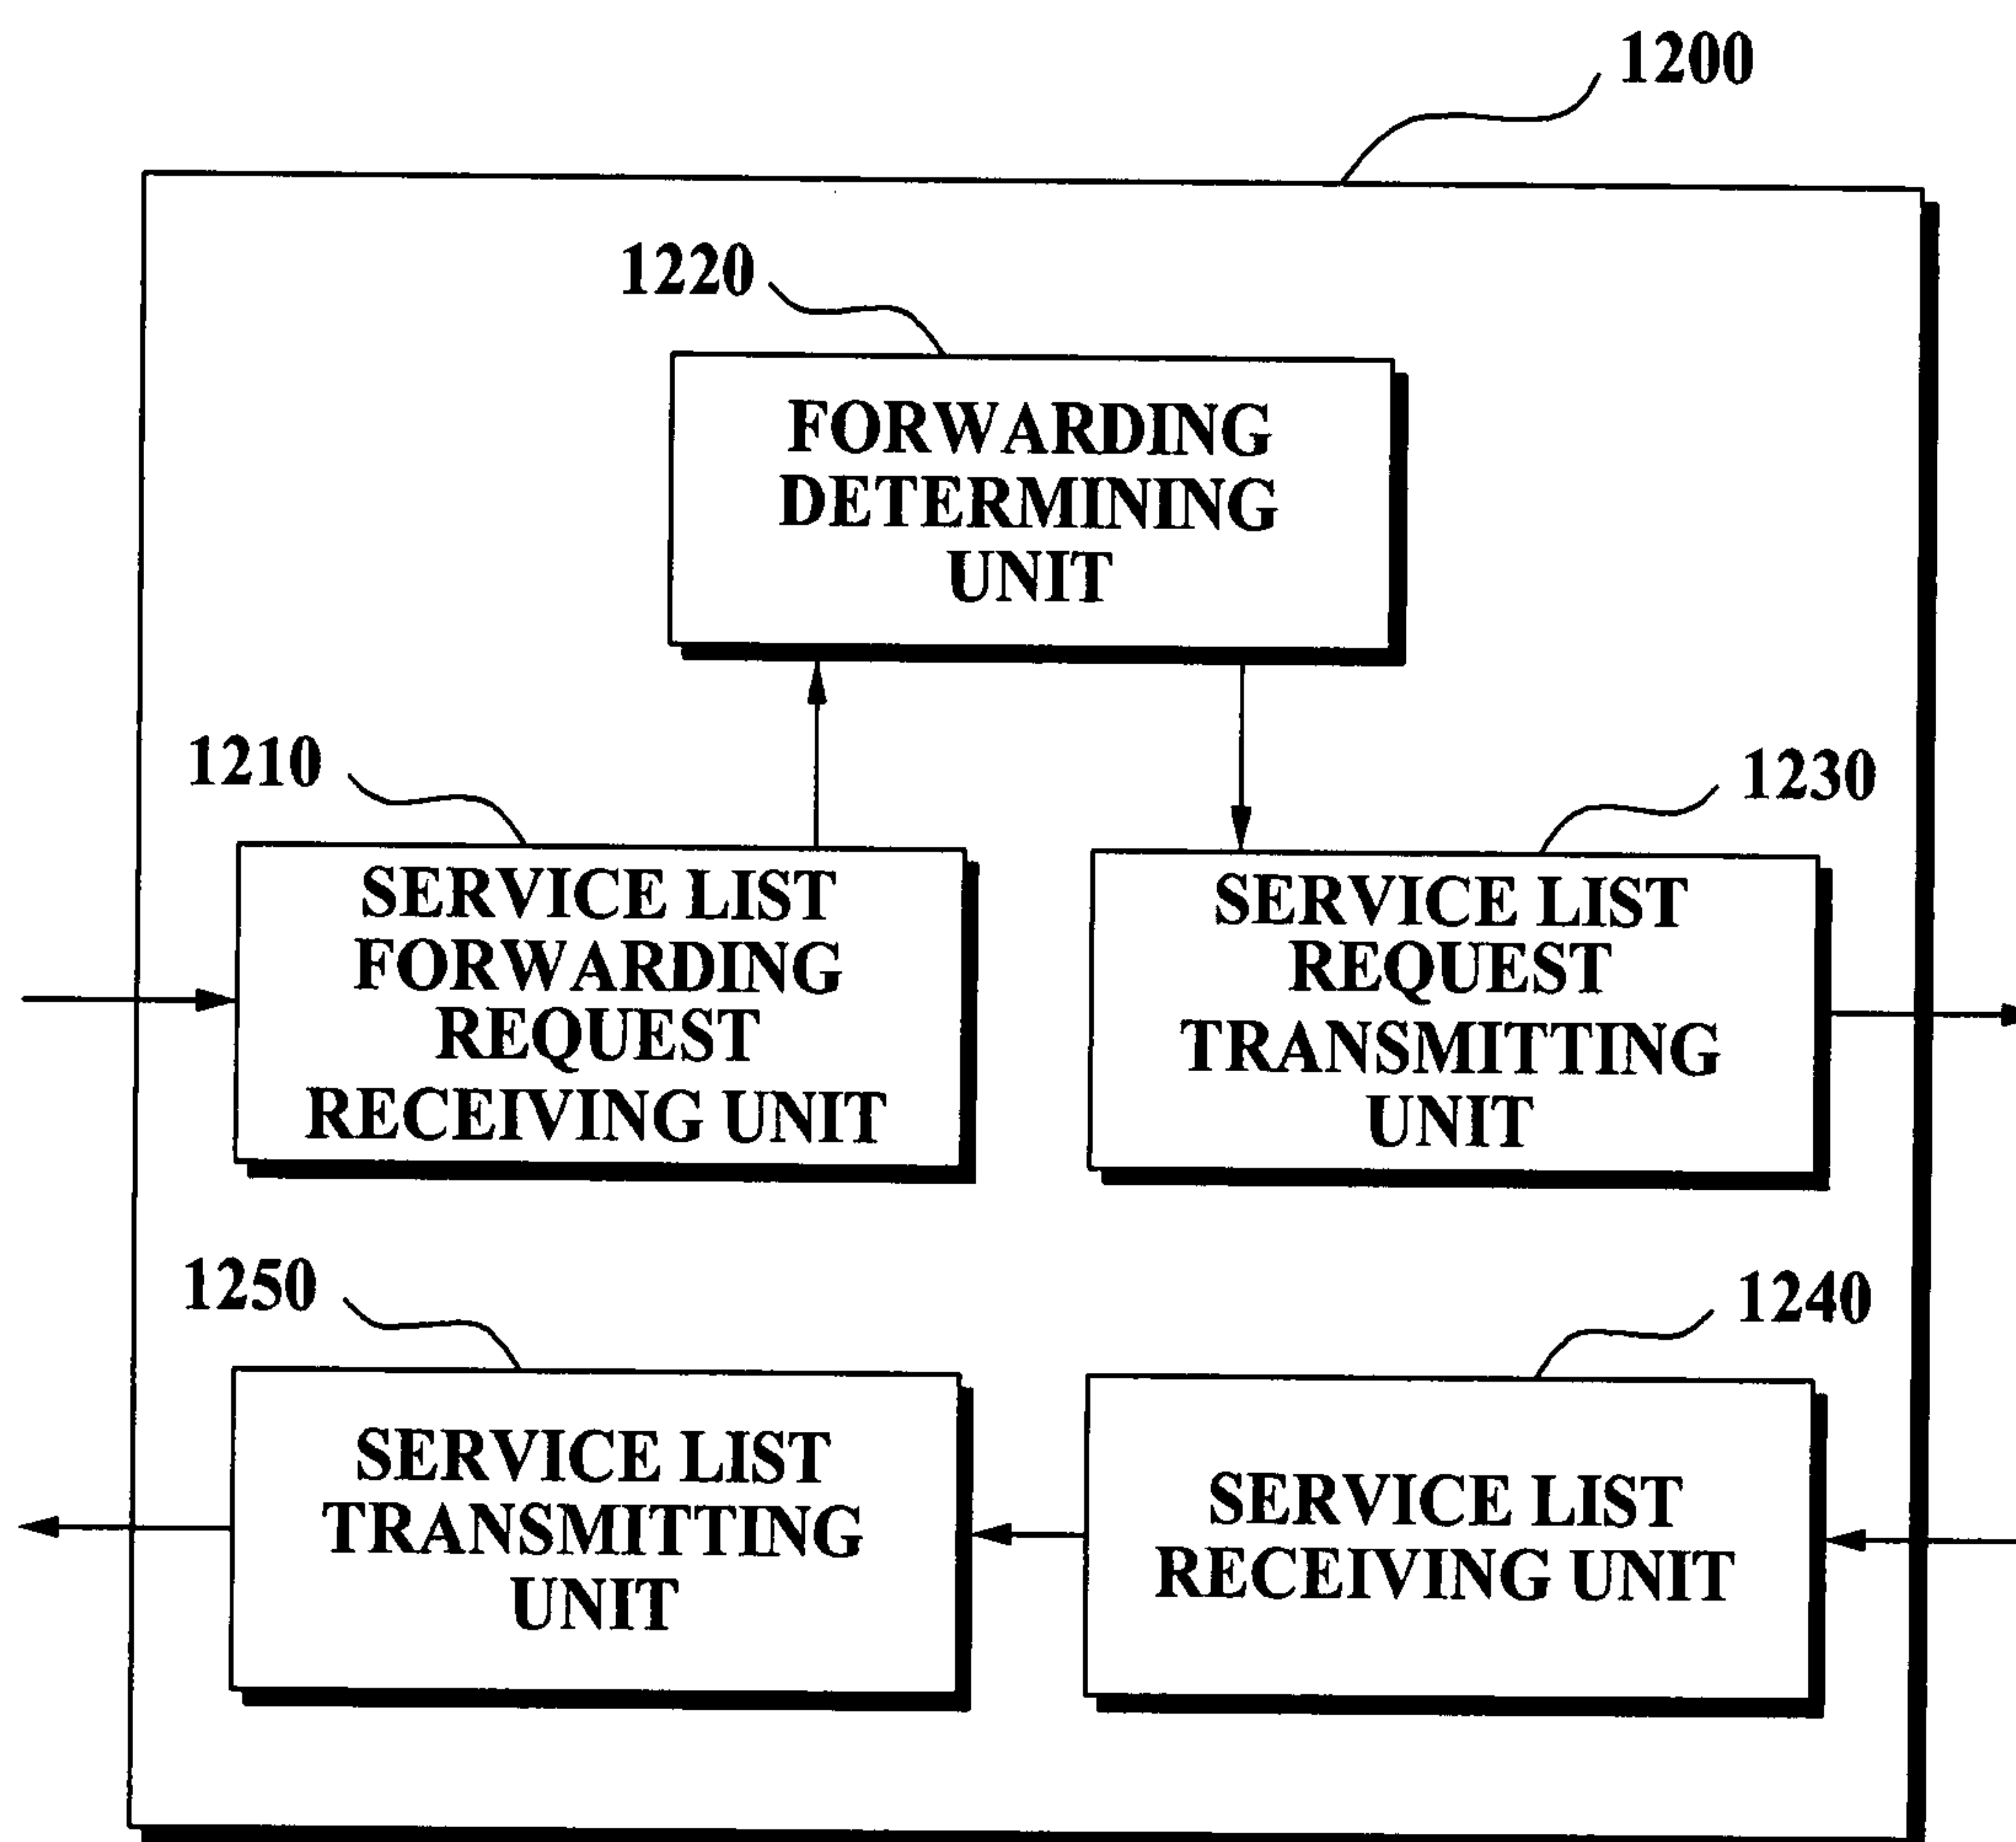 1200
1220
FORWARDING
DETERMINING
UNIT
1210
SERVICE LIST
FORWARDING
REQUEST
RECEIVING UNIT
1230
SERVICE LIST
REQUEST
TRANSMITTING
UNIT
1250
SERVICE LIST
TRANSMITTING
UNIT
1240
SERVICE LIST
RECEIVING UNIT